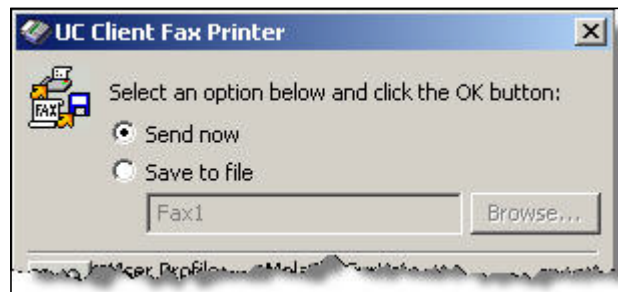 UC Client Fax Printer
FAX
Select an option below and click the OK button:
Send now
Save to file
Fax1
Browse...